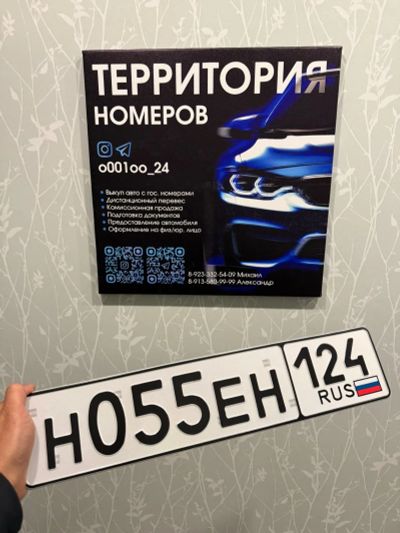 ТЕРРИТОРИЯ
НОМЕРОВ
o001oo_24
• Выкуп авто с гос. номерами
• Дистанционный перевес
• Комиссионная продажа
• Подготовка документов
• Предоставление автомобиля
• Оформление на физ/юр. лицо
8-923-332-54-09 Михаил
8-913-583-99-99 Александр
Н055ЕН 124
RUS